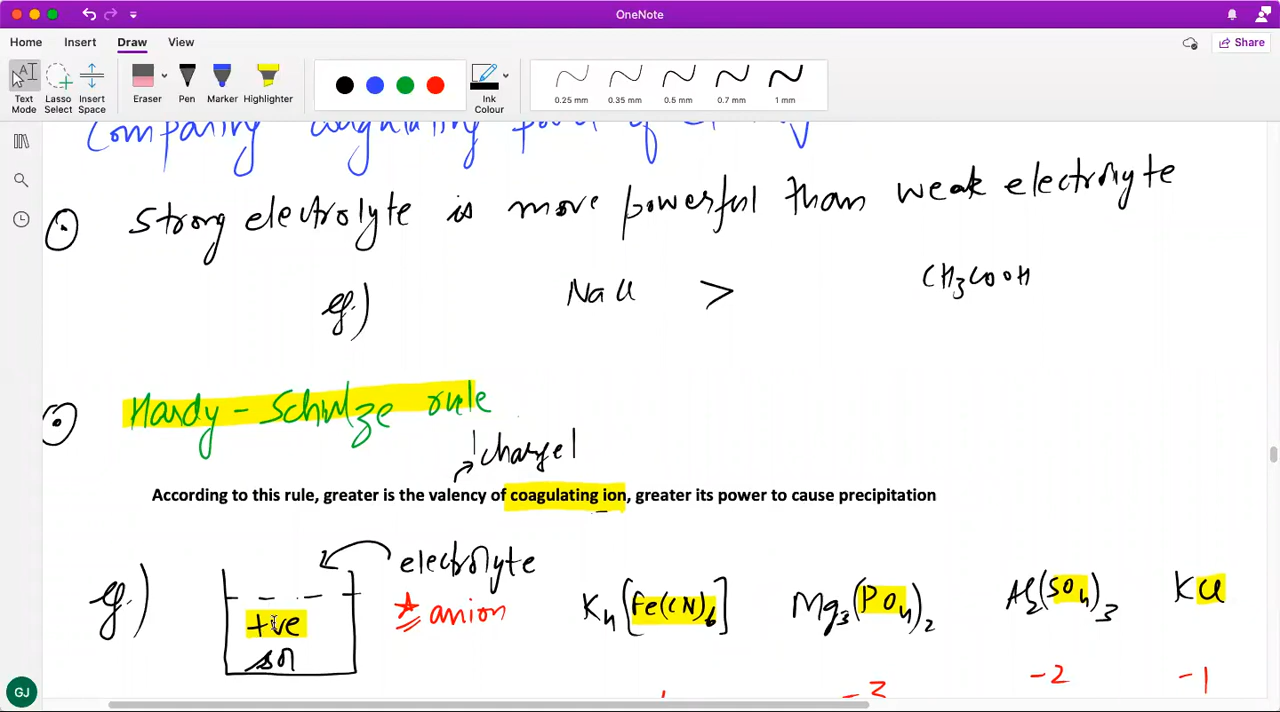 OneNote
Home Insert Draw View
Share
Text Mode
Lasso Select
Insert Space
Eraser
Pen
Marker
Highlighter
Ink Colour
0.25 mm 0.35 mm 0.5 mm 0.7 mm 1 mm
Comparing coagulating power of
Strong electrolyte is more powerful than weak electrolyte
eg.) NaCl > CH3COOH
Hardy - Schulze rule
|charge|
According to this rule, greater is the valency of coagulating ion, greater its power to cause precipitation
eg.) electrolyte
+ve sol
* anion
K4[Fe(CN)6] Mg3(PO4)2 Al2(SO4)3 KCl
-3 -2 -1
GJ